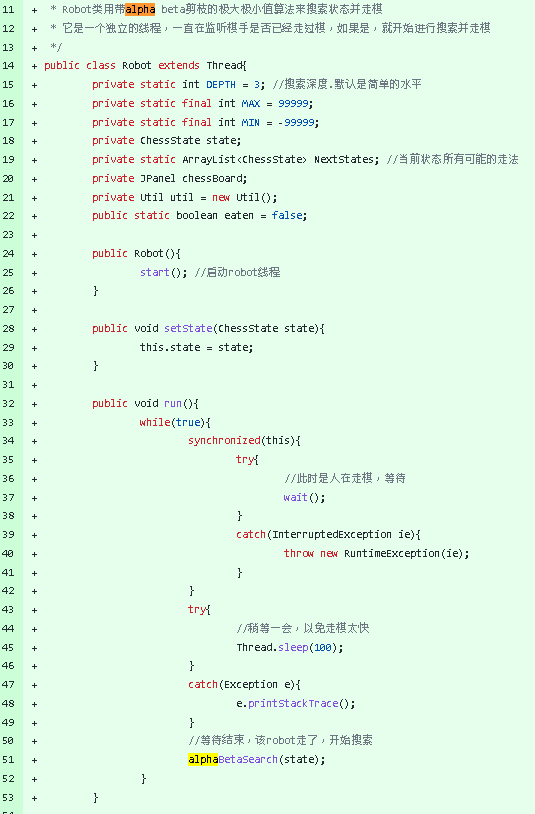 11 + * Robot类用带alpha beta剪枝的极大极小值算法来搜索状态并走棋
12 + * 它是一个独立的线程，一直在监听棋手是否已经走过棋，如果是，就开始进行搜索并走棋
13 + */
14 + public class Robot extends Thread{
15 + private static int DEPTH = 3; //搜索深度.默认是简单的水平
16 + private static final int MAX = 99999;
17 + private static final int MIN = -99999;
18 + private ChessState state;
19 + private static ArrayList<ChessState> NextStates; //当前状态所有可能的走法
20 + private JPanel chessBoard;
21 + private Util util = new Util();
22 + public static boolean eaten = false;
23 +
24 + public Robot(){
25 + start(); //启动robot线程
26 + }
27 +
28 + public void setState(ChessState state){
29 + this.state = state;
30 + }
31 +
32 + public void run(){
33 + while(true){
34 + synchronized(this){
35 + try{
36 + //此时是人在走棋，等待
37 + wait();
38 + }
39 + catch(InterruptedException ie){
40 + throw new RuntimeException(ie);
41 + }
42 + }
43 + try{
44 + //稍等一会，以免走棋太快
45 + Thread.sleep(100);
46 + }
47 + catch(Exception e){
48 + e.printStackTrace();
49 + }
50 + //等待结束，该robot走了，开始搜索
51 + alphaBetaSearch(state);
52 + }
53 + }